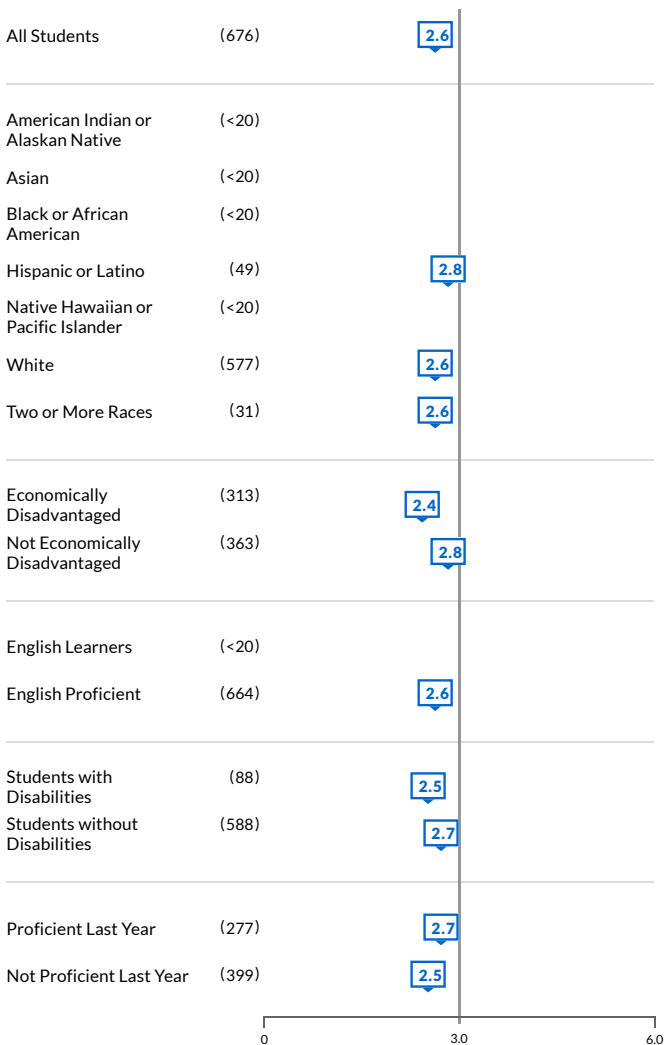 All Students (676) 2.6
American Indian or (<20)
Alaskan Native
Asian (<20)
Black or African (<20)
American
Hispanic or Latino (49) 2.8
Native Hawaiian or (<20)
Pacific Islander
White (577) 2.6
Two or More Races (31) 2.6
Economically (313) 2.4
Disadvantaged
Not Economically (363) 2.8
Disadvantaged
English Learners (<20)
English Proficient (664) 2.6
Students with (88) 2.5
Disabilities
Students without (588) 2.7
Disabilities
Proficient Last Year (277) 2.7
Not Proficient Last Year (399) 2.5
0 3.0 6.0